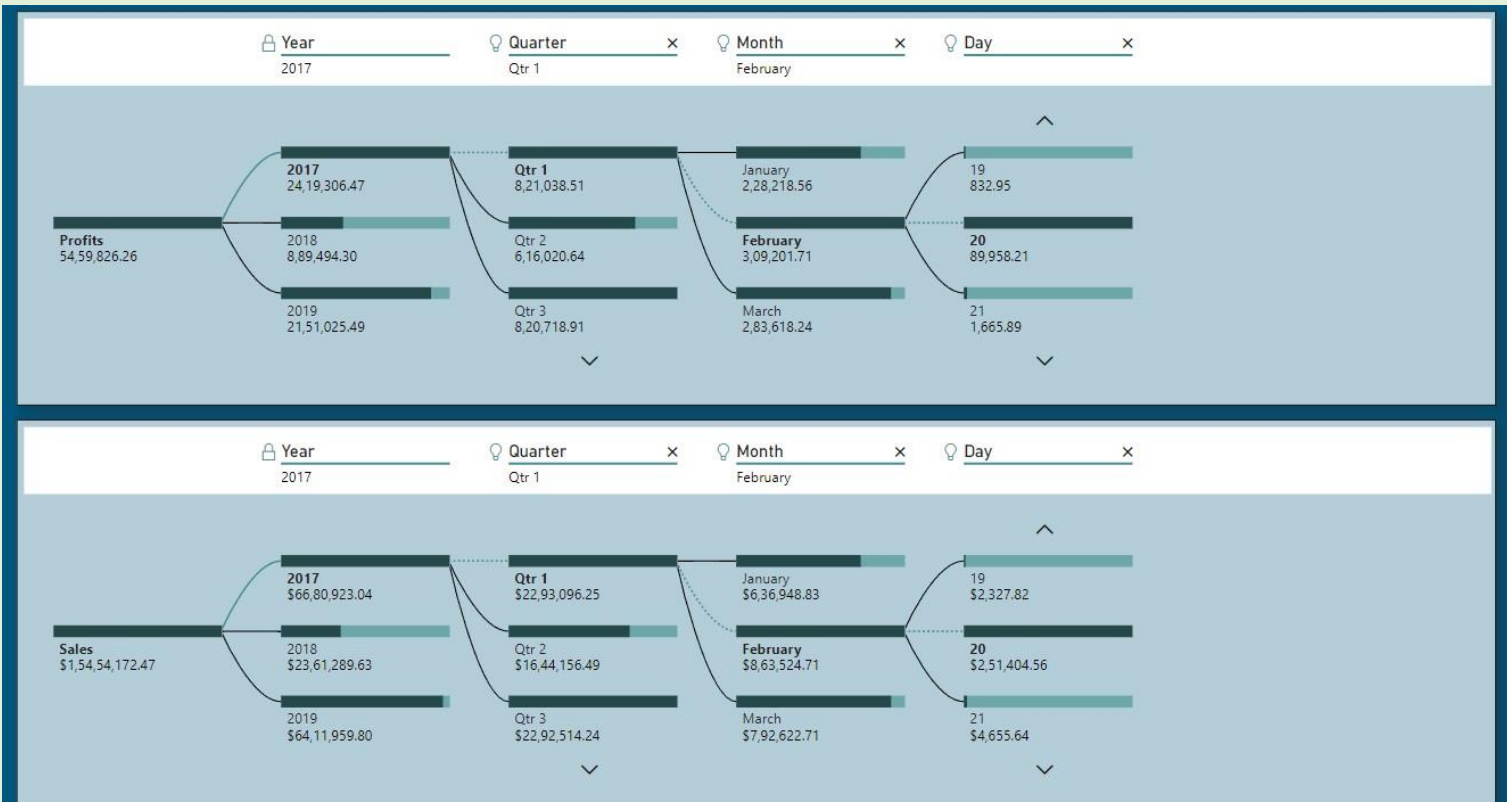 Year
Quarter
Month
Day
2017
Qtr 1
February
2017
24,19,306.47
Qtr 1
8,21,038.51
January
2,28,218.56
19
832.95
Profits
54,59,826.26
2018
8,89,494.30
Qtr 2
6,16,020.64
February
3,09,201.71
20
89,958.21
2019
21,51,025.49
Qtr 3
8,20,718.91
March
2,83,618.24
21
1,665.89
Year
Quarter
Month
Day
2017
Qtr 1
February
2017
$66,80,923.04
Qtr 1
$22,93,096.25
January
$6,36,948.83
19
$2,327.82
Sales
$1,54,54,172.47
2018
$23,61,289.63
Qtr 2
$16,44,156.49
February
$8,63,524.71
20
$2,51,404.56
2019
$64,11,959.80
Qtr 3
$22,92,514.24
March
$7,92,622.71
21
$4,655.64